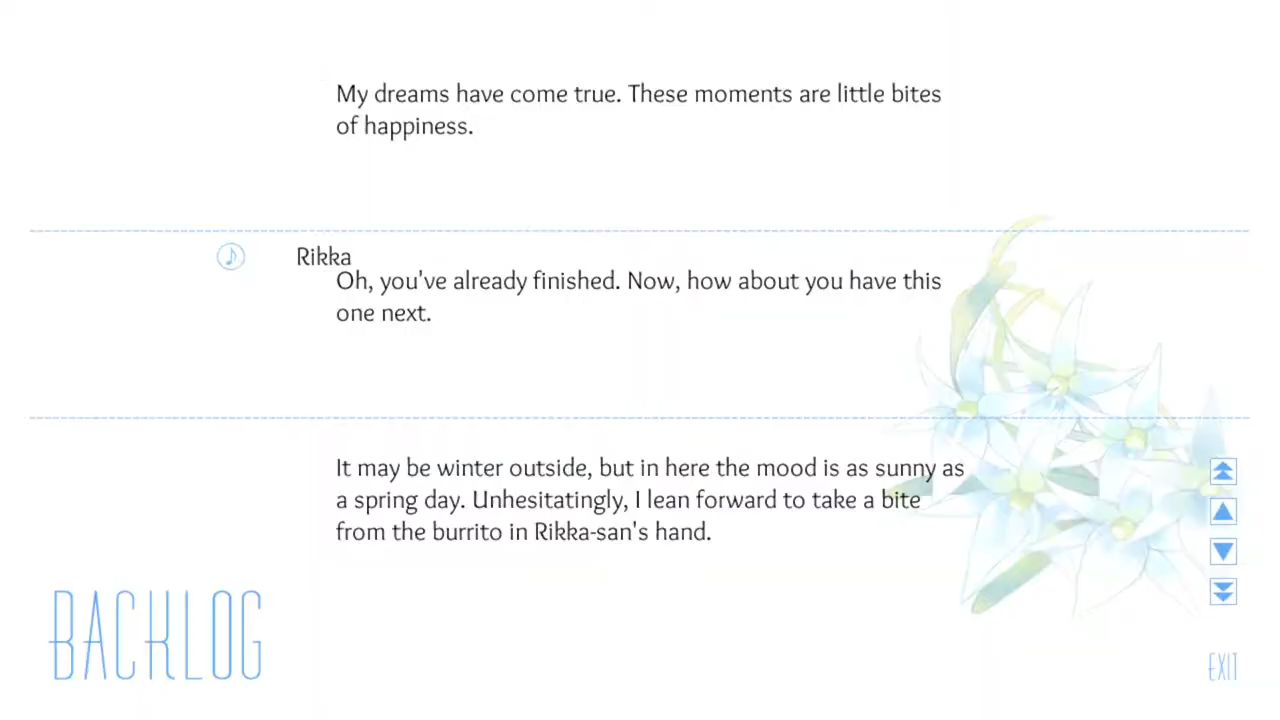 My dreams have come true. These moments are little bites
of happiness.
Rikka
Oh, you've already finished. Now, how about you have this
one next.
It may be winter outside, but in here the mood is as sunny as
a spring day. Unhesitatingly, I lean forward to take a bite
from the burrito in Rikka-san's hand.
BACKLOG
EXIT